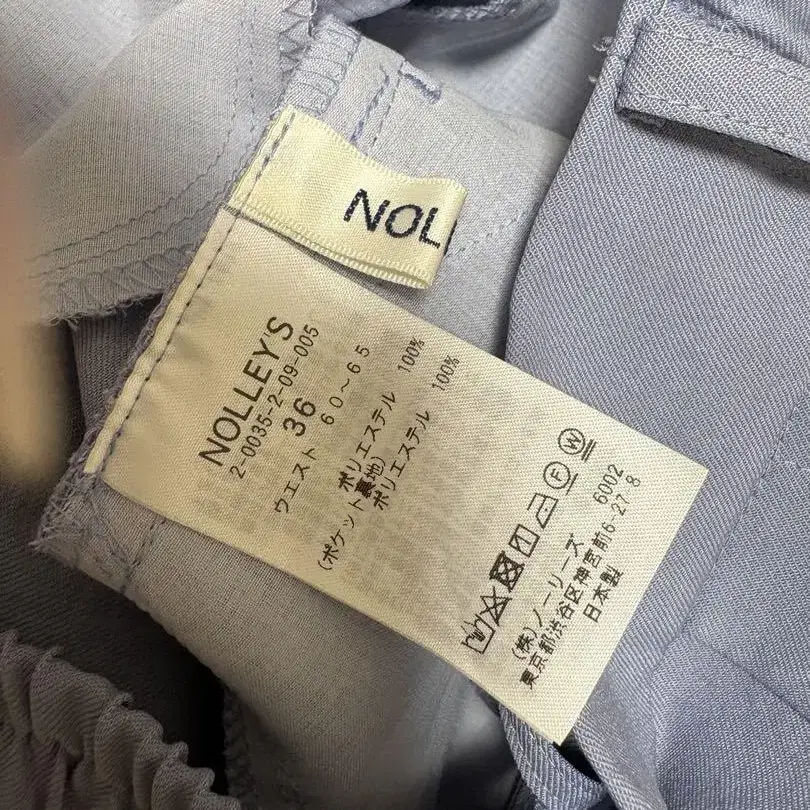 NOL
NOLLEY'S
2-0035-2-09-005
36
ウエスト 60～65
ポリエステル 100%
(ポケット裏地)
ポリエステル 100%
F W
(株)ノーリーズ 6002
東京都渋谷区神宮前6-27 8
日本製